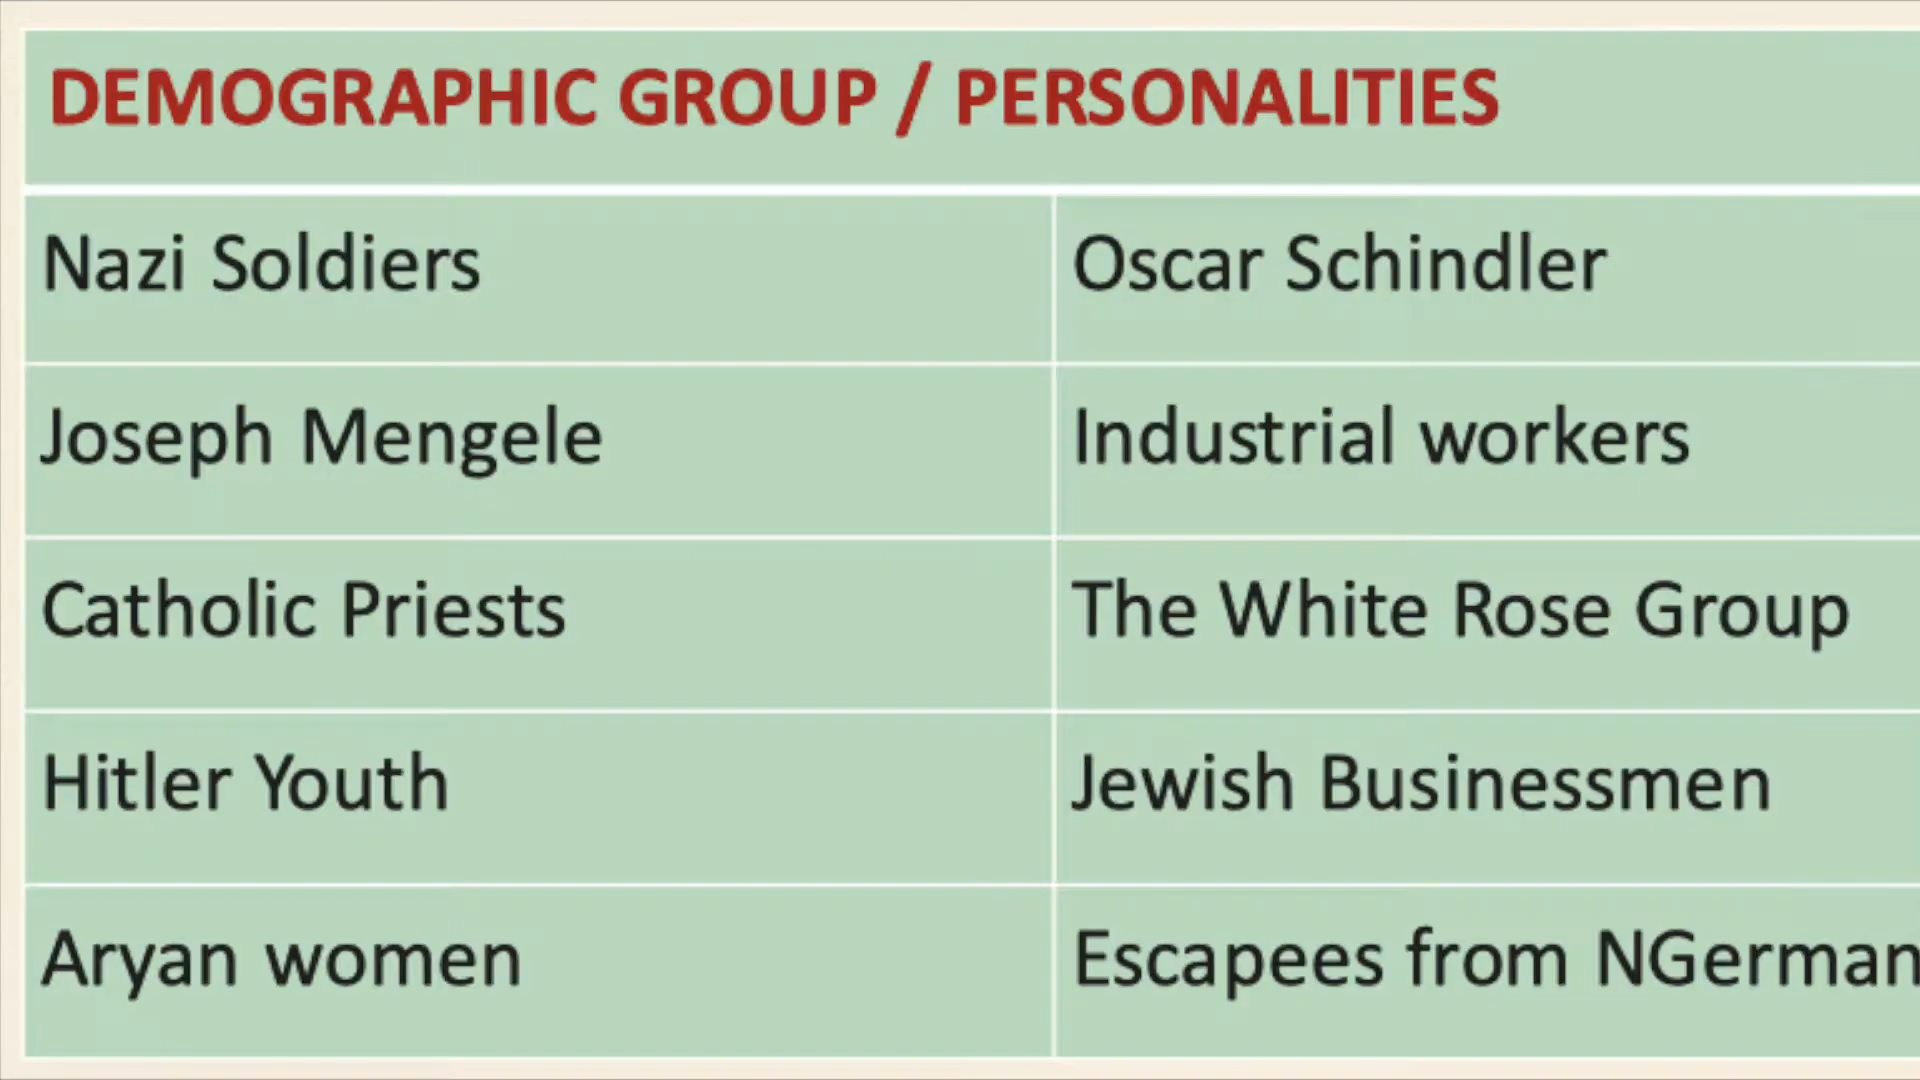 DEMOGRAPHIC GROUP / PERSONALITIES
Nazi Soldiers
Oscar Schindler
Joseph Mengele
Industrial workers
Catholic Priests
The White Rose Group
Hitler Youth
Jewish Businessmen
Aryan women
Escapees from NGerman